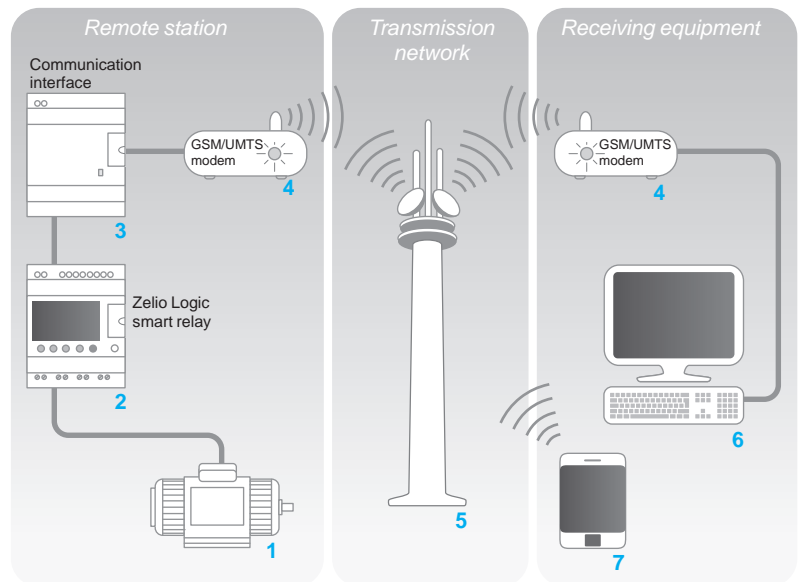 Remote station
Transmission
network
Receiving equipment
Communication
interface
GSM/UMTS
modem
4
3
GSM/UMTS
modem
4
Zelio Logic
smart relay
2
1
5
6
7